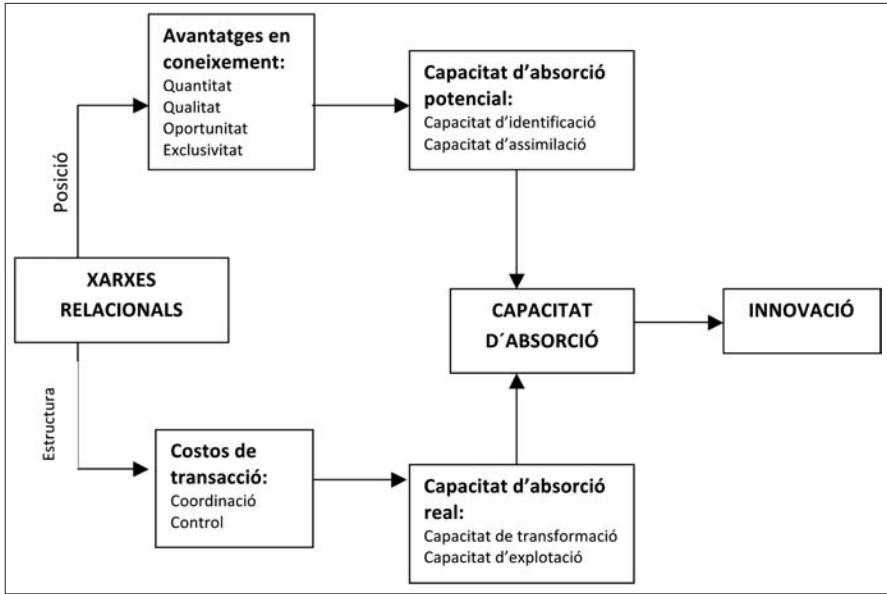 Avantatges en
coneixement:
Quantitat
Qualitat
Oportunitat
Exclusivitat
Capacitat d’absorció
potencial:
Capacitat d’identificació
Capacitat d’assimilació
Posició
XARXES
RELACIONALS
CAPACITAT
D´ABSORCIÓ
INNOVACIÓ
Estructura
Costos de
transacció:
Coordinació
Control
Capacitat d’absorció
real:
Capacitat de transformació
Capacitat d’explotació